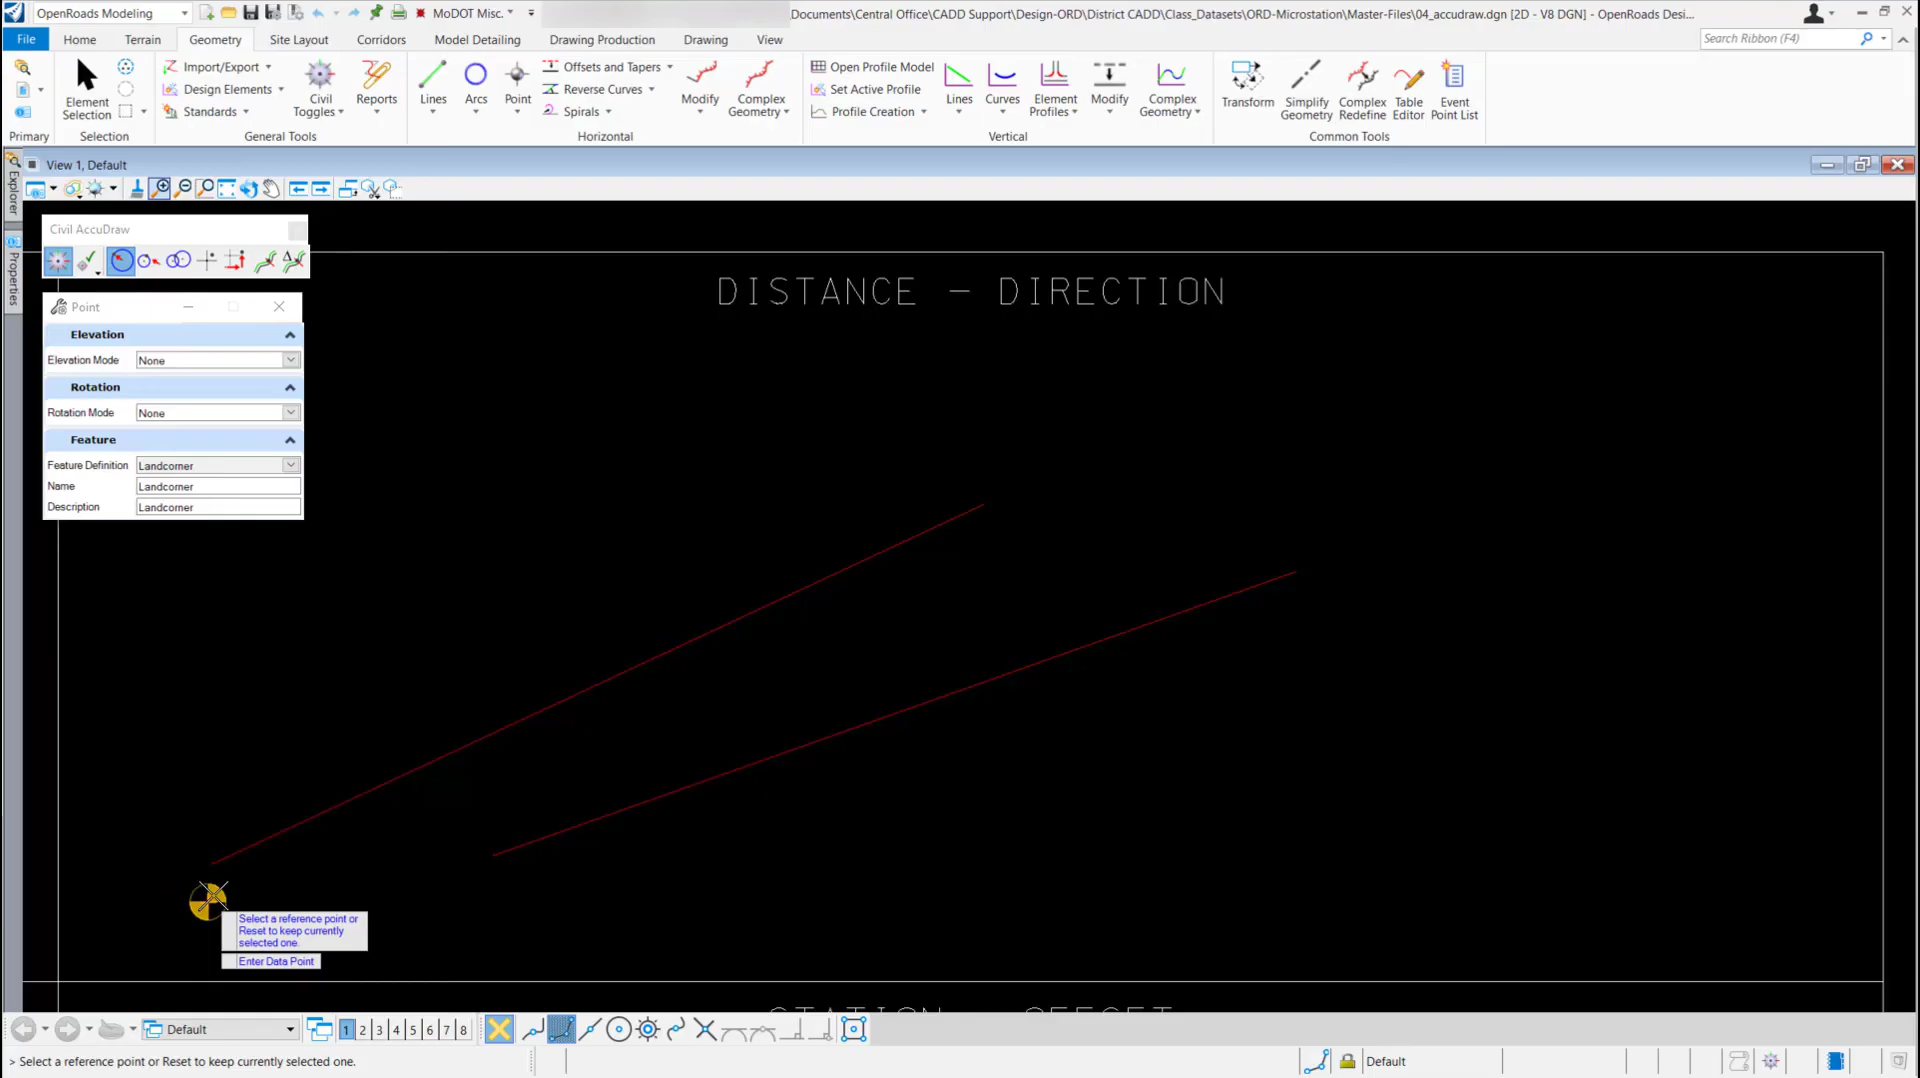 OpenRoads Modeling
MoDOT Misc.
Documents\Central Office\CADD Support\Design-ORD\District CADD\Class_Datasets\ORD-Microstation\Master-Files\04_accudraw.dgn [2D - V8 DGN] - OpenRoads Desi...
File Home Terrain Geometry Site Layout Corridors Model Detailing Drawing Production Drawing View
Search Ribbon (F4)
Import/Export
Offsets and Tapers
Open Profile Model
Design Elements
Reverse Curves
Set Active Profile
Standards
Spirals
Profile Creation
Element Selection
Civil Toggles
Reports
Lines
Arcs
Point
Modify
Complex Geometry
Lines
Curves
Element Profiles
Modify
Complex Geometry
Transform
Simplify Geometry
Complex Redefine
Table Editor
Event Point List
Primary Selection General Tools Horizontal Vertical Common Tools
Explorer
Properties
View 1, Default
Civil AccuDraw
DISTANCE - DIRECTION
Point
Elevation
Elevation Mode None
Rotation
Rotation Mode None
Feature
Feature Definition Landcorner
Name Landcorner
Description Landcorner
Select a reference point or
Reset to keep currently
selected one.
Enter Data Point
STATION - OFFSET
Default
1 2 3 4 5 6 7 8
> Select a reference point or Reset to keep currently selected one.
Default